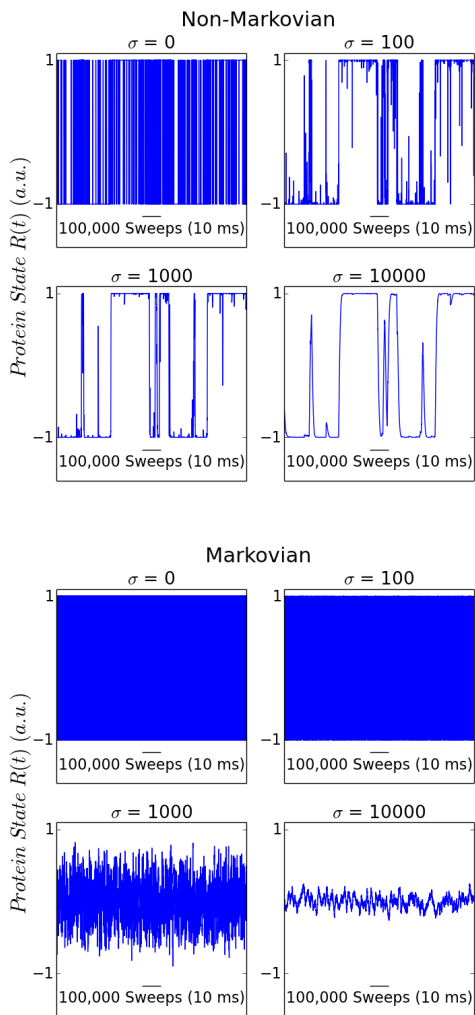 Non-Markovian
σ = 0
σ = 100
Protein State R(t) (a.u.)
1
−1
100,000 Sweeps (10 ms)
1
−1
100,000 Sweeps (10 ms)
σ = 1000
σ = 10000
1
−1
100,000 Sweeps (10 ms)
1
−1
100,000 Sweeps (10 ms)
Markovian
σ = 0
σ = 100
Protein State R(t) (a.u.)
1
−1
100,000 Sweeps (10 ms)
1
−1
100,000 Sweeps (10 ms)
σ = 1000
σ = 10000
1
−1
100,000 Sweeps (10 ms)
1
−1
100,000 Sweeps (10 ms)